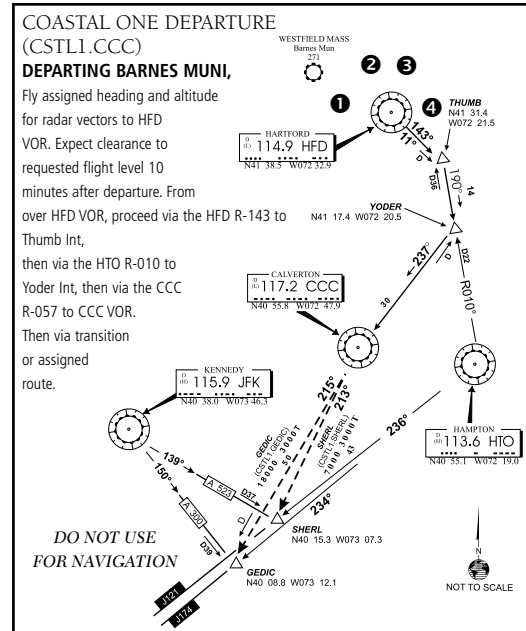 COASTAL ONE DEPARTURE
(CSTL1.CCC)
DEPARTING BARNES MUNI,
Fly assigned heading and altitude
for radar vectors to HFD
VOR. Expect clearance to
requested flight level 10
minutes after departure. From
over HFD VOR, proceed via the HFD R-143 to
Thumb Int,
then via the HTO R-010 to
Yoder Int, then via the CCC
R-057 to CCC VOR.
Then via transition
or assigned
route.
WESTFIELD MASS
Barnes Mun
271
❷ ❸
❶
❹
THUMB
N41 31.4
W072 21.5
HARTFORD
D
(L) 114.9 HFD
N41 38.5 W072 32.9
143°
11°
D
D36
190°
14
YODER
N41 17.4 W072 20.5
237°
D
30
D22
R010°
CALVERTON
D
(L) 117.2 CCC
N40 55.8 W072 47.9
KENNEDY
D
(H) 115.9 JFK
N40 38.0 W073 46.3
HAMPTON
D
(H) 113.6 HTO
N40 55.1 W072 19.0
215°
213°
GEDIC
(CSTL1.GEDIC)
18000 3000T
50
SHERL
(CSTL1.SHERL)
7000 3000T
43
236°
234°
139°
A 523
D37
150°
A 300
D39
D
SHERL
N40 15.3 W073 07.3
GEDIC
N40 08.8 W073 12.1
J121
J174
DO NOT USE
FOR NAVIGATION
N
NOT TO SCALE